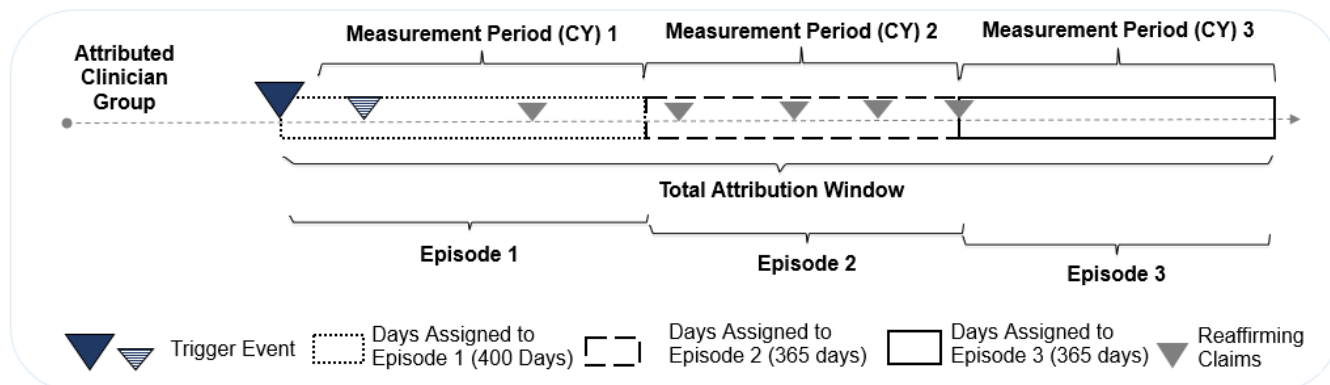 Measurement Period (CY) 1
Measurement Period (CY) 2
Measurement Period (CY) 3
Attributed
Clinician
Group
Total Attribution Window
Episode 1
Episode 2
Episode 3
Trigger Event
Days Assigned to
Episode 1 (400 Days)
Days Assigned to
Episode 2 (365 days)
Days Assigned to
Episode 3 (365 days)
Reaffirming
Claims